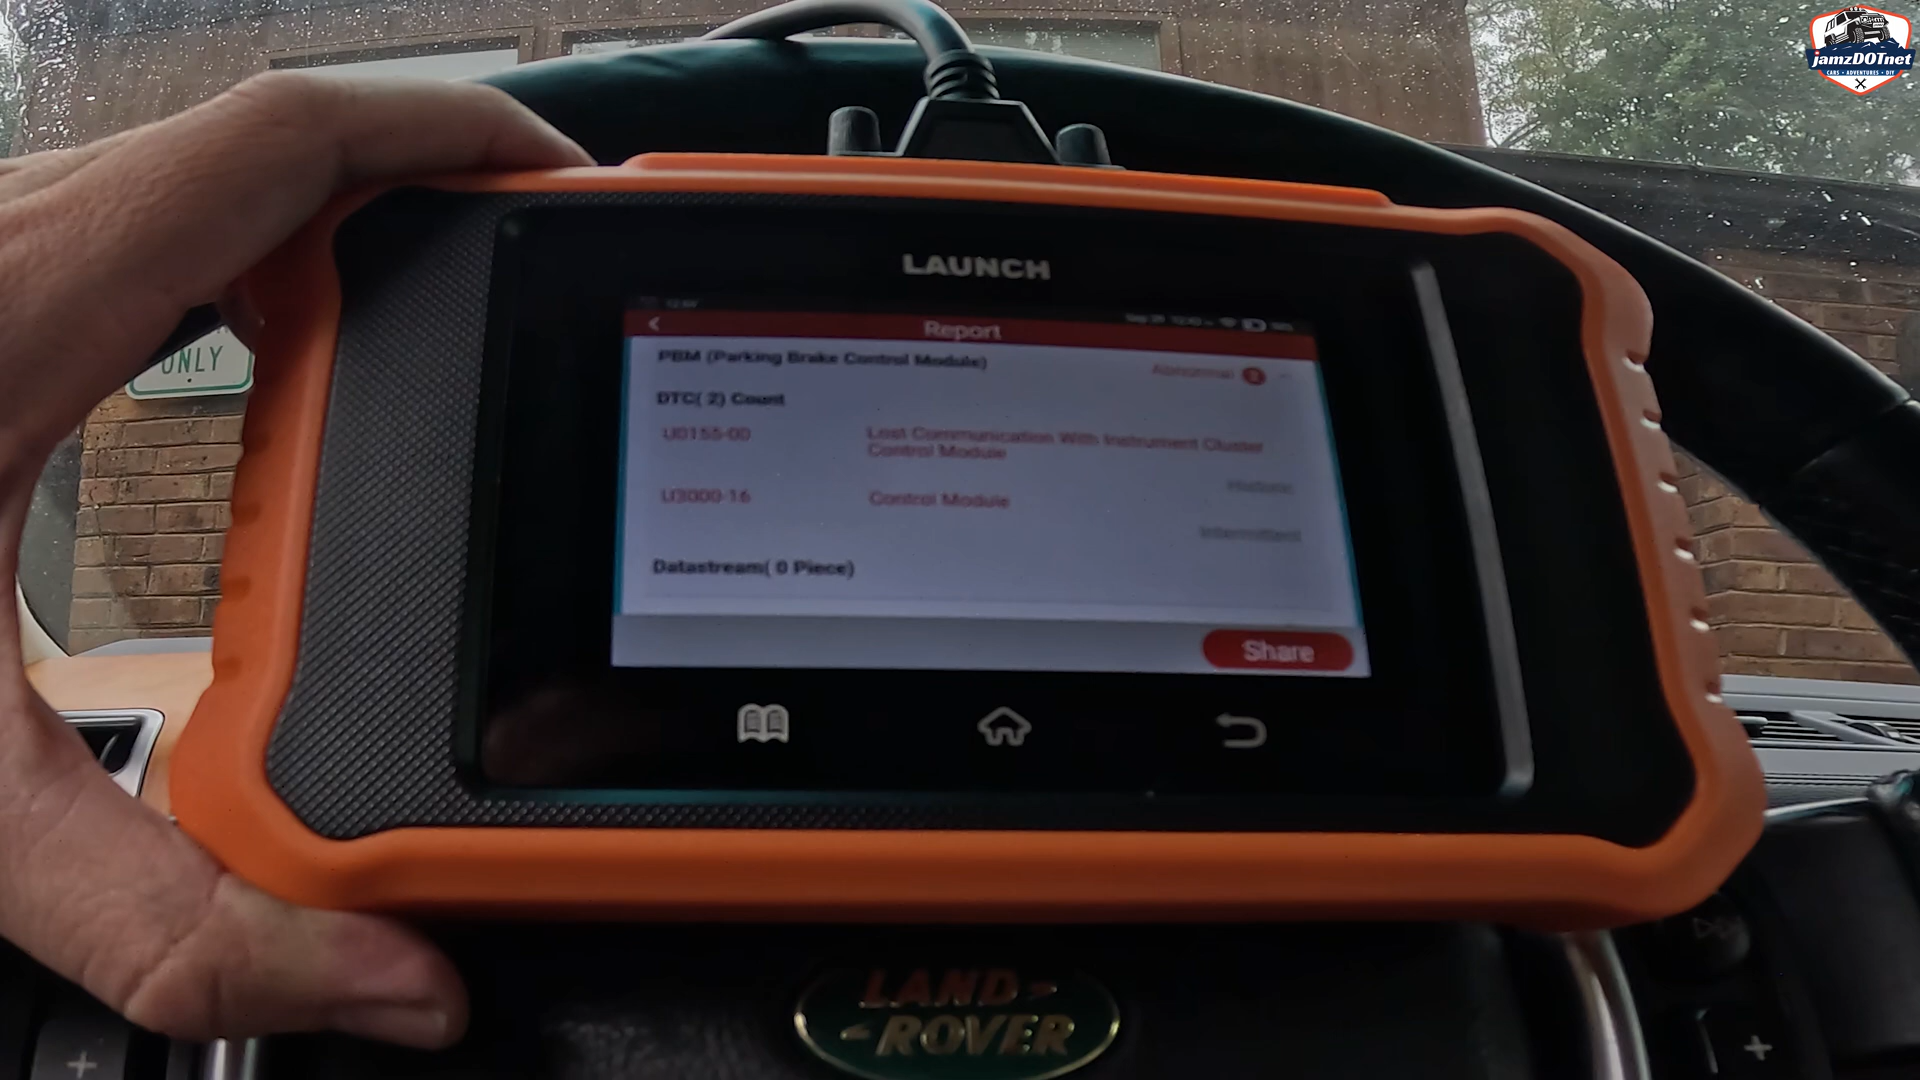 jamzDOTnet
CARS • ADVENTURES • DIY
ONLY
LAUNCH
Report
PBM (Parking Brake Control Module)
Abnormal
DTC( 2) Count
U0155-00
Lost Communication With Instrument Cluster
Control Module
Historic
U3000-16
Control Module
Intermittent
Datastream( 0 Piece)
Share
LAND-
-ROVER